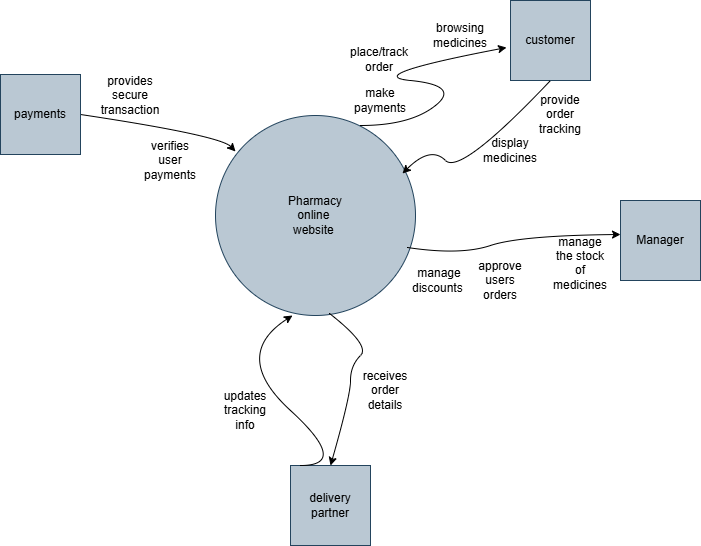 browsing
medicines
customer
place/track
order
make
payments
provides
secure
transaction
payments
verifies
user
payments
provide
order
tracking
display
medicines
Pharmacy
online
website
Manager
manage
the stock
of
medicines
approve
users
orders
manage
discounts
receives
order
details
updates
tracking
info
delivery
partner